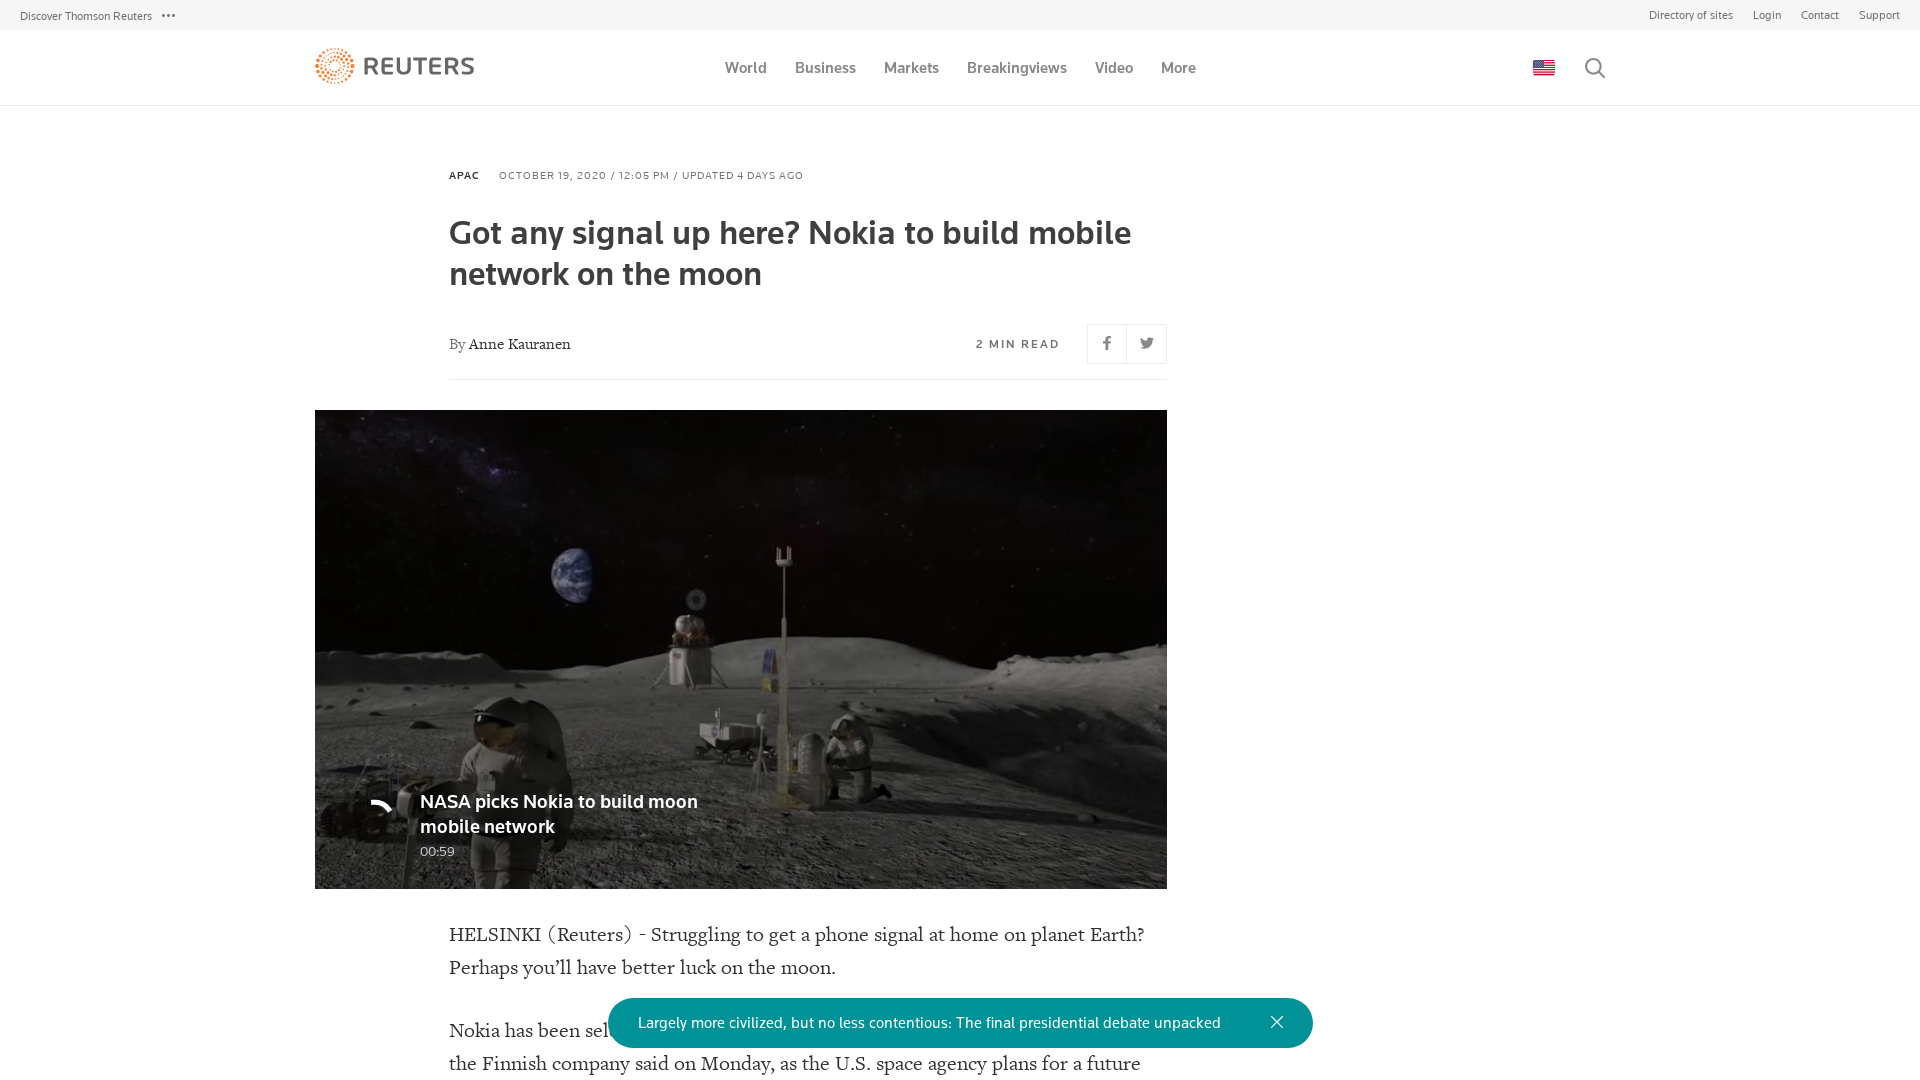 Discover Thomson Reuters
Directory of sites Login Contact Support
REUTERS
World Business Markets Breakingviews Video More
APAC OCTOBER 19, 2020 / 12:05 PM / UPDATED 4 DAYS AGO
Got any signal up here? Nokia to build mobile
network on the moon
By Anne Kauranen
2 MIN READ
NASA picks Nokia to build moon
mobile network
00:59
HELSINKI (Reuters) - Struggling to get a phone signal at home on planet Earth?
Perhaps you’ll have better luck on the moon.
Nokia has been
Largely more civilized, but no less contentious: The final presidential debate unpacked
the Finnish company said on Monday, as the U.S. space agency plans for a future